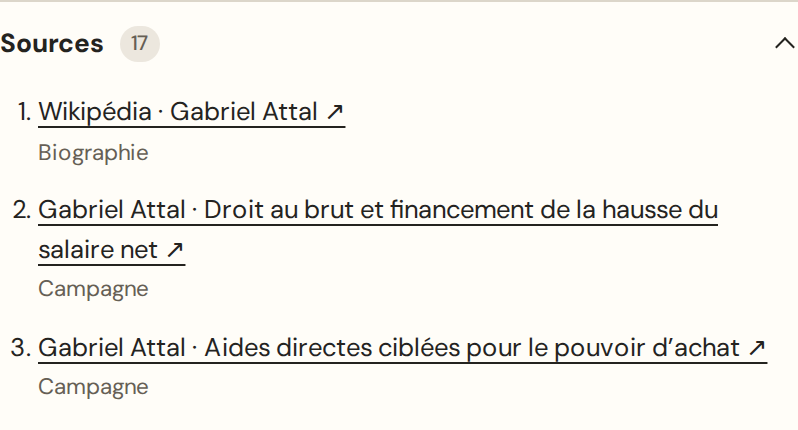 Sources 17
1. Wikipédia · Gabriel Attal ↗
Biographie
2. Gabriel Attal · Droit au brut et financement de la hausse du
salaire net ↗
Campagne
3. Gabriel Attal · Aides directes ciblées pour le pouvoir d’achat ↗
Campagne